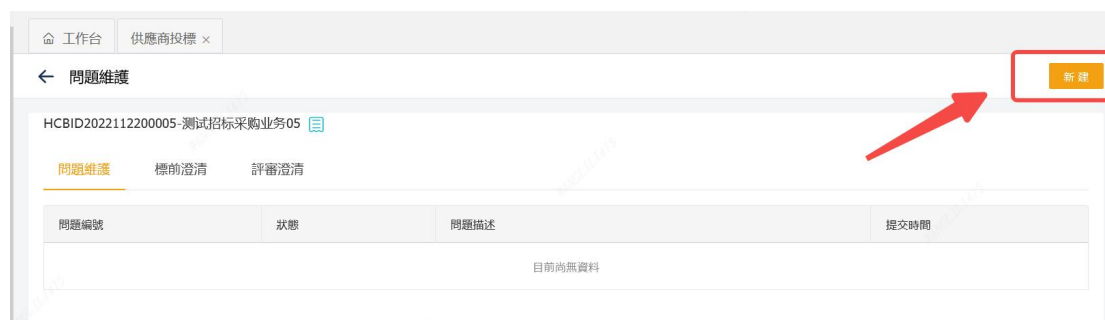 工作台 供應商投標 ×
← 問題維護 新建
HCBID2022112200005-测试招标采购业务05
問題維護 標前澄清 評審澄清
問題編號 狀態 問題描述 提交時間
目前尚無資料